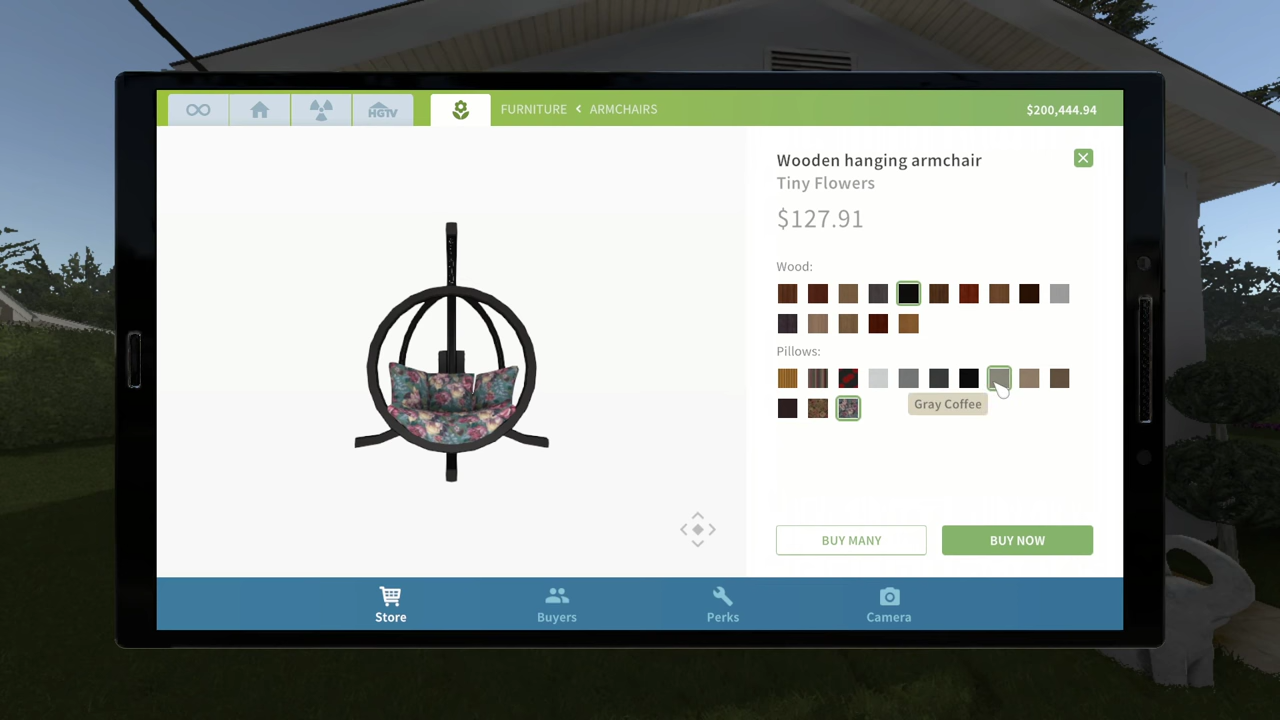 HGTV
FURNITURE < ARMCHAIRS
$200,444.94
Wooden hanging armchair
Tiny Flowers
$127.91
Wood:
Pillows:
Gray Coffee
BUY MANY
BUY NOW
Store
Buyers
Perks
Camera